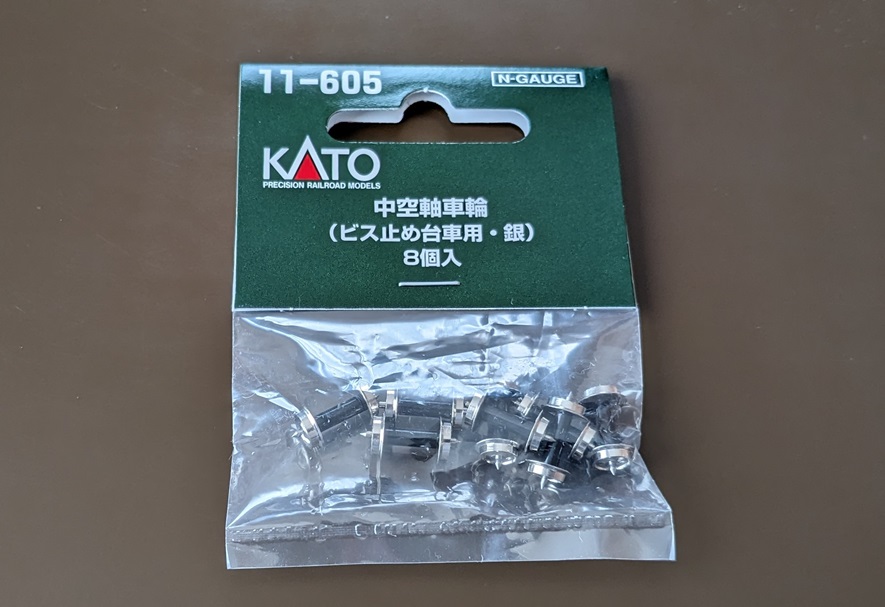 11-605
N-GAUGE
KATO
PRECISION RAILROAD MODELS
中空軸車輪
（ビス止め台車用・銀）
8個入